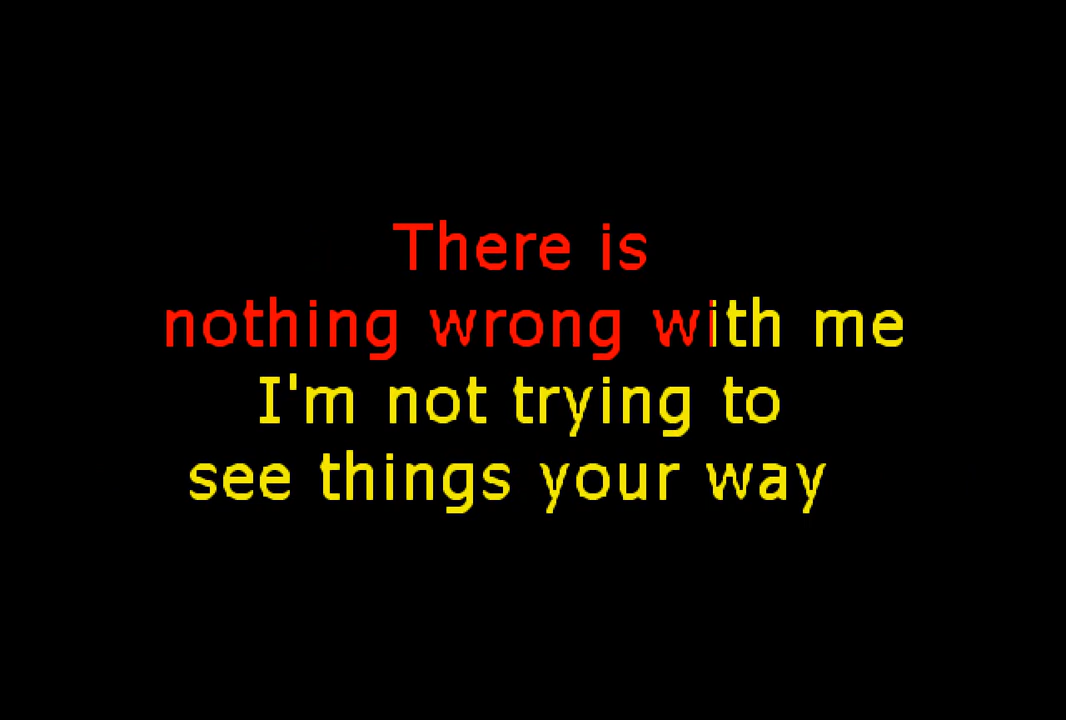 There is
nothing wrong with me
I'm not trying to
see things your way